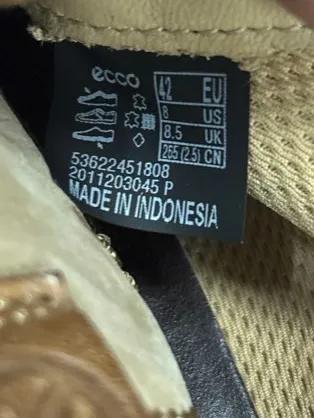 ecco
42 EU
8 US
8.5 UK
265 (2.5) CN
53622451808
2011203045 P
MADE IN INDONESIA